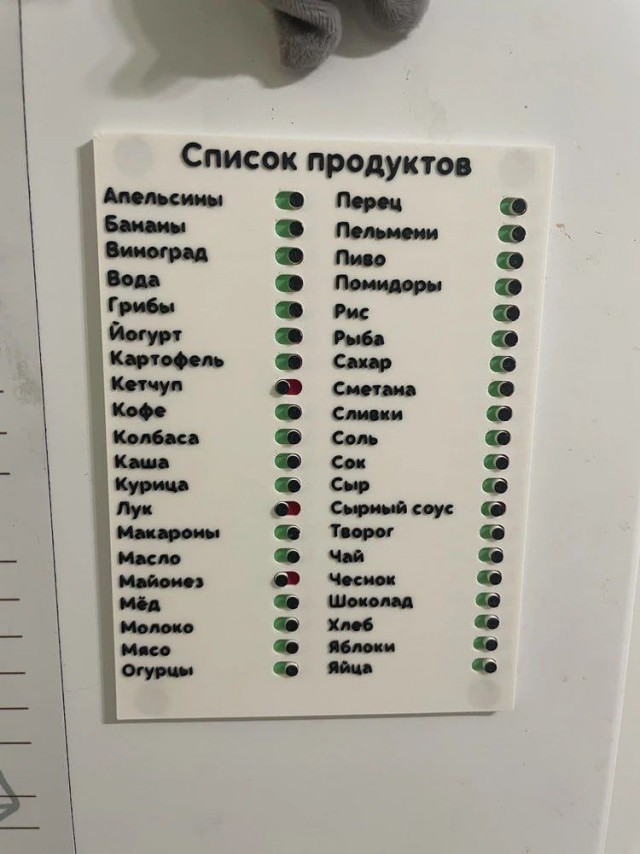 Список продуктов
Апельсины
Бананы
Виноград
Вода
Грибы
Йогурт
Картофель
Кетчуп
Кофе
Колбаса
Каша
Курица
Лук
Макароны
Масло
Майонез
Мёд
Молоко
Мясо
Огурцы
Перец
Пельмени
Пиво
Помидоры
Рис
Рыба
Сахар
Сметана
Сливки
Соль
Сок
Сыр
Сырный соус
Творог
Чай
Чеснок
Шоколад
Хлеб
Яблоки
Яйца